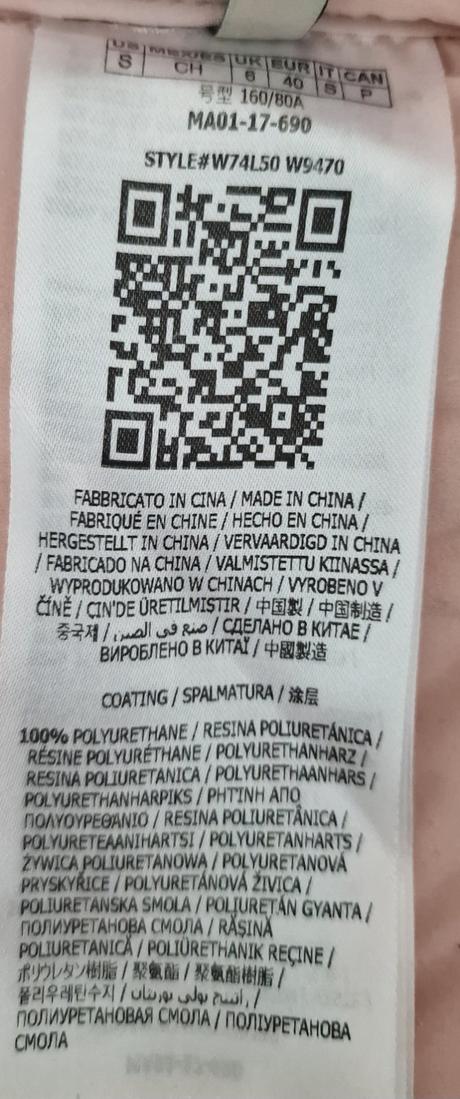 US MEXICO UK EUR IT CAN
S CH 6 40 S P
号型 160/80A
MA01-17-690
STYLE#W74L50 W9470
FABBRICATO IN CINA / MADE IN CHINA /
FABRIQUÉ EN CHINE / HECHO EN CHINA /
HERGESTELLT IN CHINA / VERVAARDIGD IN CHINA
/ FABRICADO NA CHINA / VALMISTETTU KIINASSA /
WYPRODUKOWANO W CHINACH / VYROBENO V
ČÍNĚ / ÇIN'DE ÜRETILMISTIR / 中国製 / 中国制造 /
중국제 / صنع في الصين / СДЕЛАНО В КИТАЕ /
ВИРОБЛЕНО В КИТАЇ / 中國製造
COATING / SPALMATURA / 涂层
100% POLYURETHANE / RESINA POLIURETÁNICA /
RÉSINE POLYURÉTHANE / POLYURETHANHARZ /
RESINA POLIURETANICA / POLYURETHAANHARS /
POLYURETHANHARPIKS / ΡΗΤΙΝΗ ΑΠΟ
ΠΟΛΥΟΥΡΕΘΑΝΙΟ / RESINA POLIURETÂNICA /
POLYURETEAANIHARTSI / POLYURETANHARTS /
ŻYWICA POLIURETANOWA / POLYURETANOVÁ
PRYSKYŘICE / POLYURETÁNOVÁ ŽIVICA /
POLIURETANSKA SMOLA / POLIURETÁN GYANTA /
ПОЛИУРЕТАНОВА СМОЛА / RĂȘINĂ
POLIURETANICĂ / POLIÜRETHANIK REÇINE /
ポリウレタン樹脂 / 聚氨酯 / 聚氨酯樹脂 /
폴리우레탄수지 / راتنج بولي يوريثان /
ПОЛИУРЕТАНОВАЯ СМОЛА / ПОЛІУРЕТАНОВА
СМОЛА